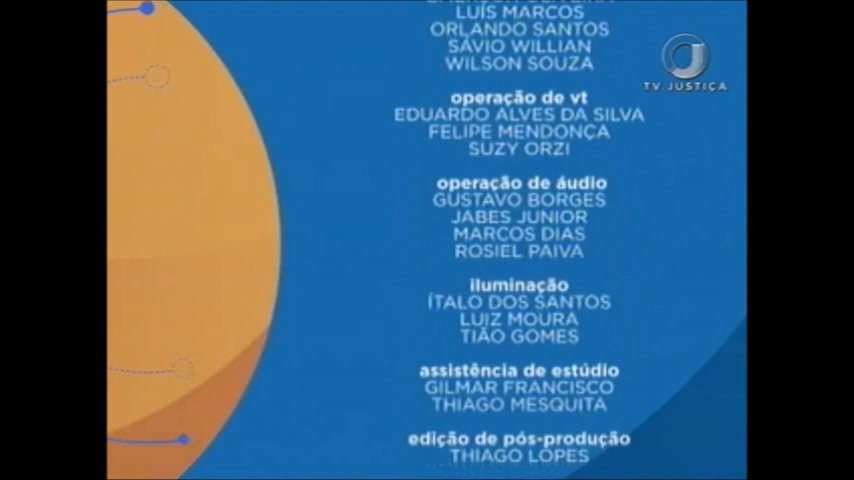 LUÍS MARCOS
ORLANDO SANTOS
SÁVIO WILLIAN
WILSON SOUZA
TV JUSTIÇA
operação de vt
EDUARDO ALVES DA SILVA
FELIPE MENDONÇA
SUZY ORZI
operação de áudio
GUSTAVO BORGES
JABES JUNIOR
MARCOS DIAS
ROSIEL PAIVA
iluminação
ÍTALO DOS SANTOS
LUIZ MOURA
TIÃO GOMES
assistência de estúdio
GILMAR FRANCISCO
THIAGO MESQUITA
edição de pós-produção
THIAGO LOPES